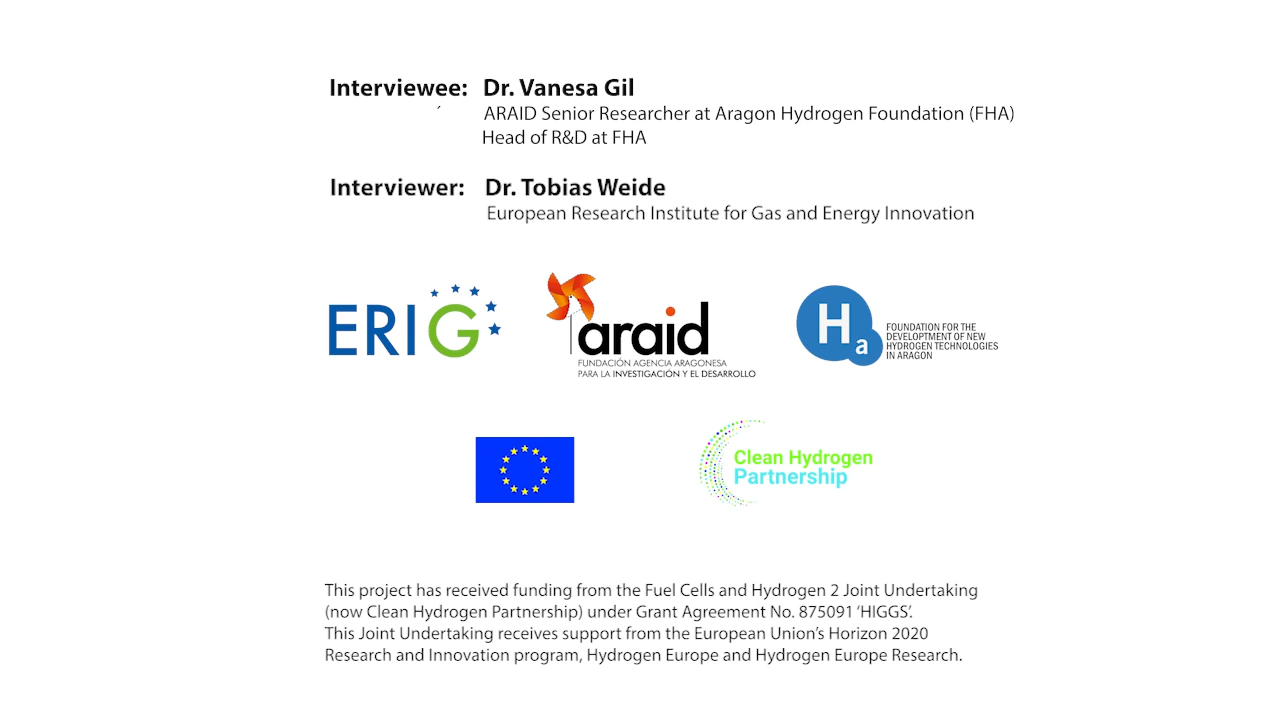 Interviewee: Dr. Vanesa Gil
ARAID Senior Researcher at Aragon Hydrogen Foundation (FHA)
Head of R&D at FHA
Interviewer: Dr. Tobias Weide
European Research Institute for Gas and Energy Innovation
ERIG
araid
FUNDACIÓN AGENCIA ARAGONESA
PARA LA INVESTIGACIÓN Y EL DESARROLLO
Ha
FOUNDATION FOR THE
DEVELOPTMENT OF NEW
HYDROGEN TECHNOLOGIES
IN ARAGON
Clean Hydrogen
Partnership
This project has received funding from the Fuel Cells and Hydrogen 2 Joint Undertaking
(now Clean Hydrogen Partnership) under Grant Agreement No. 875091 ‘HIGGS’.
This Joint Undertaking receives support from the European Union’s Horizon 2020
Research and Innovation program, Hydrogen Europe and Hydrogen Europe Research.